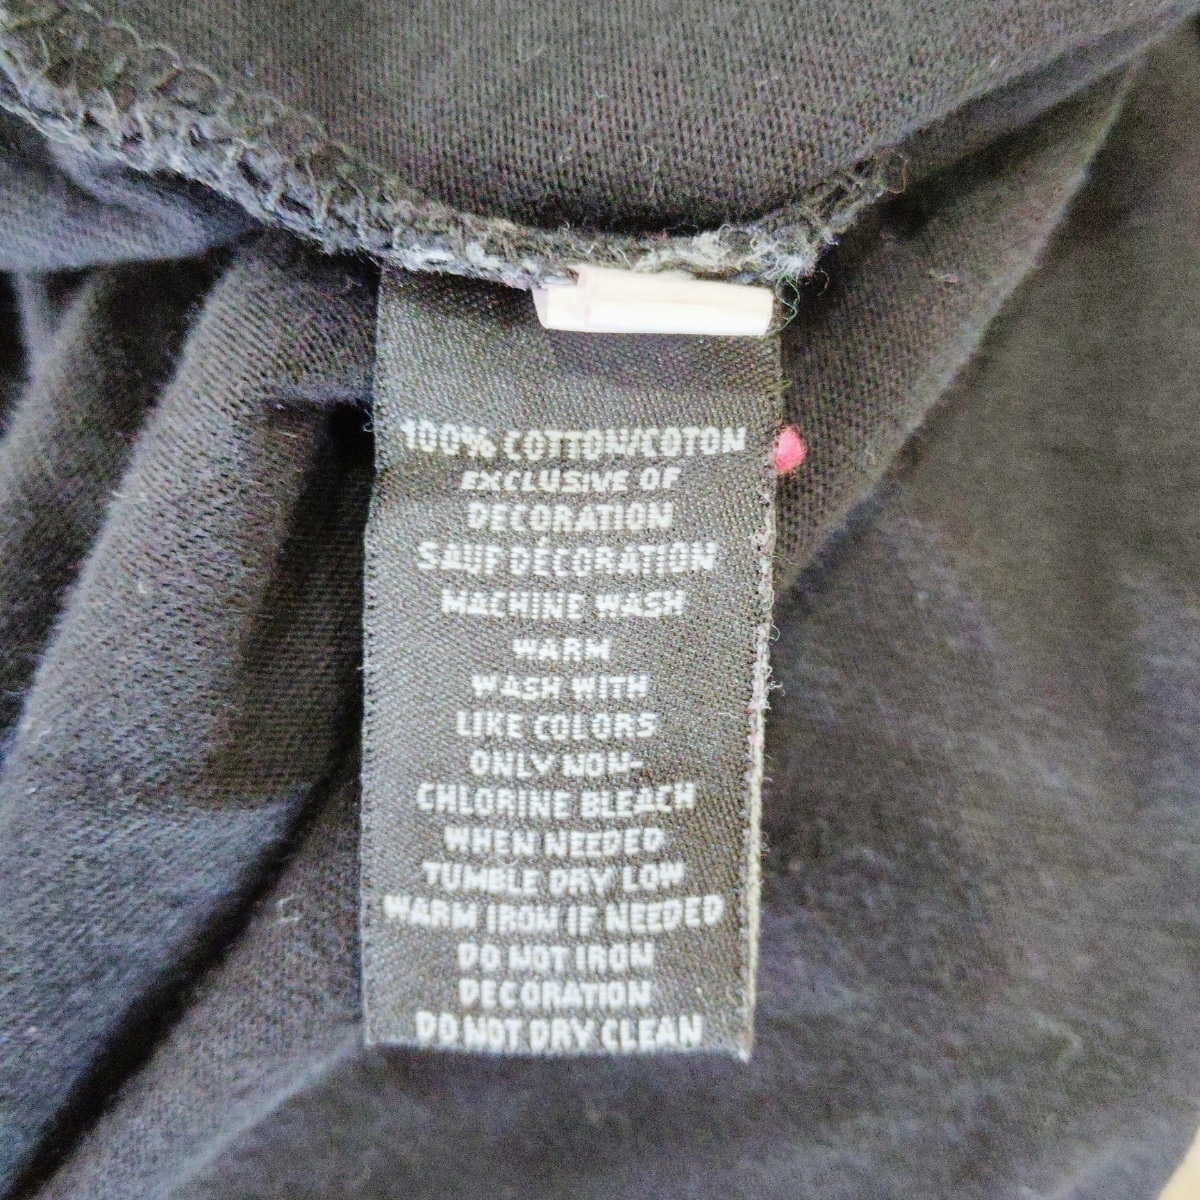 100% COTTON/COTON
EXCLUSIVE OF
DECORATION
SAUF DÉCORATION
MACHINE WASH
WARM
WASH WITH
LIKE COLORS
ONLY NON-
CHLORINE BLEACH
WHEN NEEDED
TUMBLE DRY LOW
WARM IRON IF NEEDED
DO NOT IRON
DECORATION
DO NOT DRY CLEAN